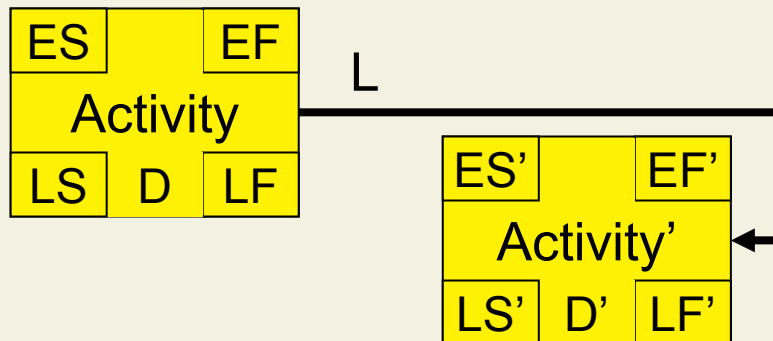 ES EF
L
Activity
LS D LF
ES’ EF’
Activity’
LS’ D’ LF’